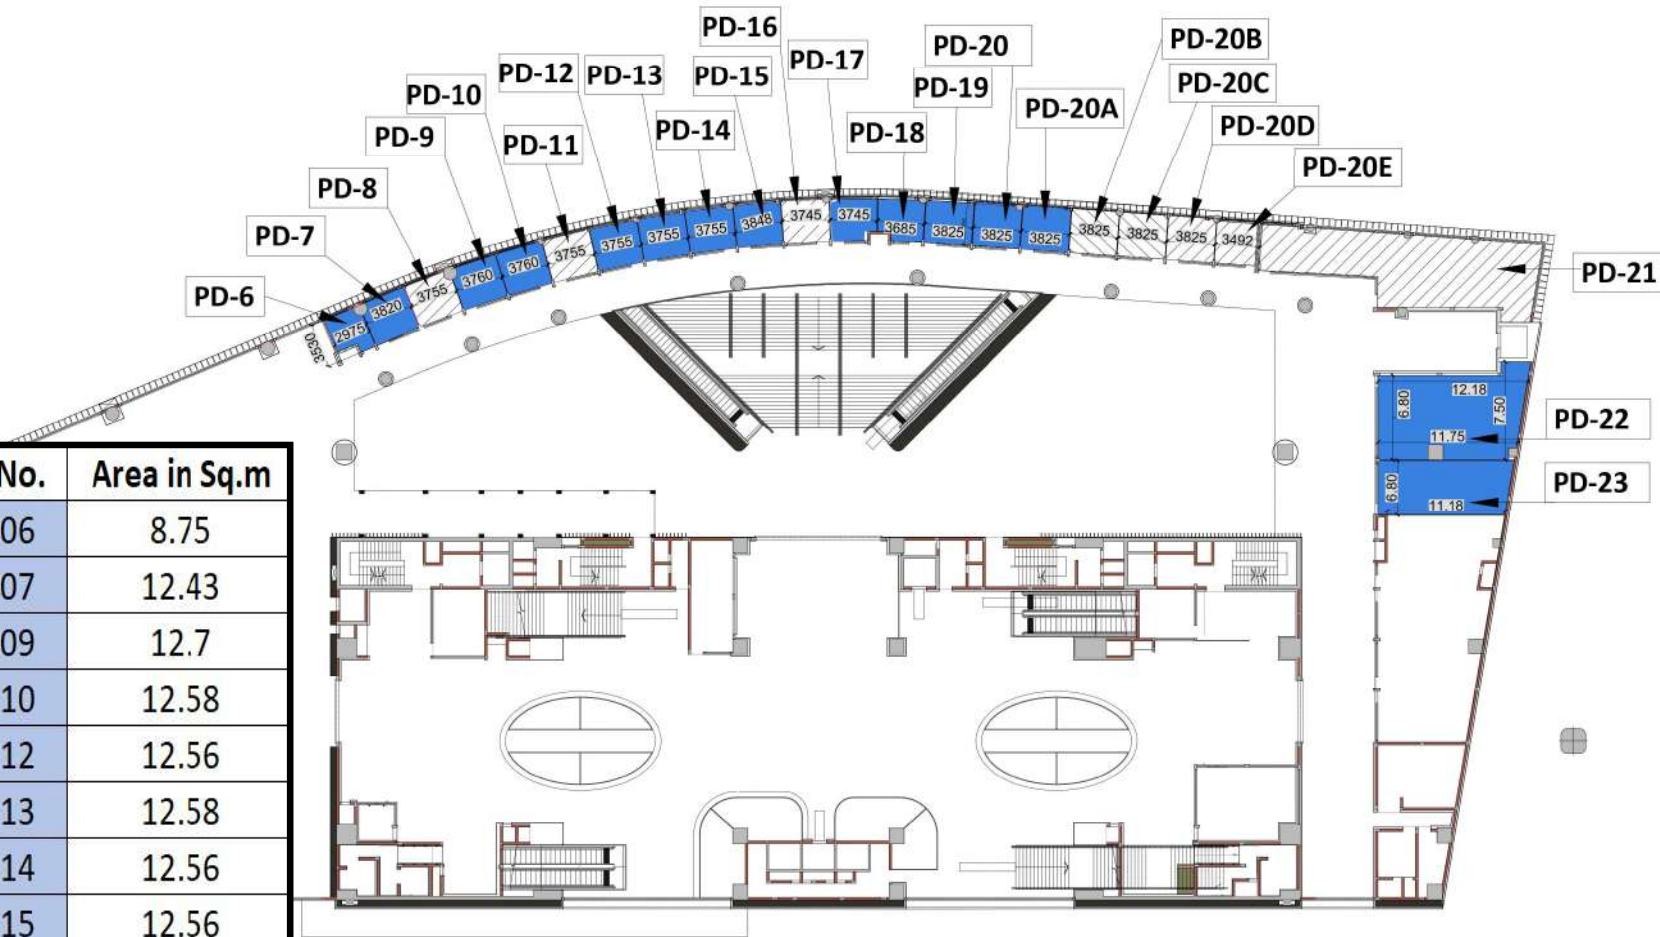 PD-16
PD-17
PD-20
PD-20B
PD-12
PD-13
PD-15
PD-19
PD-20C
PD-10
PD-20A
PD-9
PD-11
PD-14
PD-18
PD-20D
PD-8
PD-20E
PD-7
PD-6
PD-21
3530
2975
3820
3755
3760
3760
3755
3755
3755
3755
3848
3745
3745
3685
3825
3825
3825
3825
3825
3825
3492
12.18
6.80
7.50
11.75
PD-22
6.80
11.18
PD-23
No. Area in Sq.m
06 8.75
07 12.43
09 12.7
10 12.58
12 12.56
13 12.58
14 12.56
15 12.56